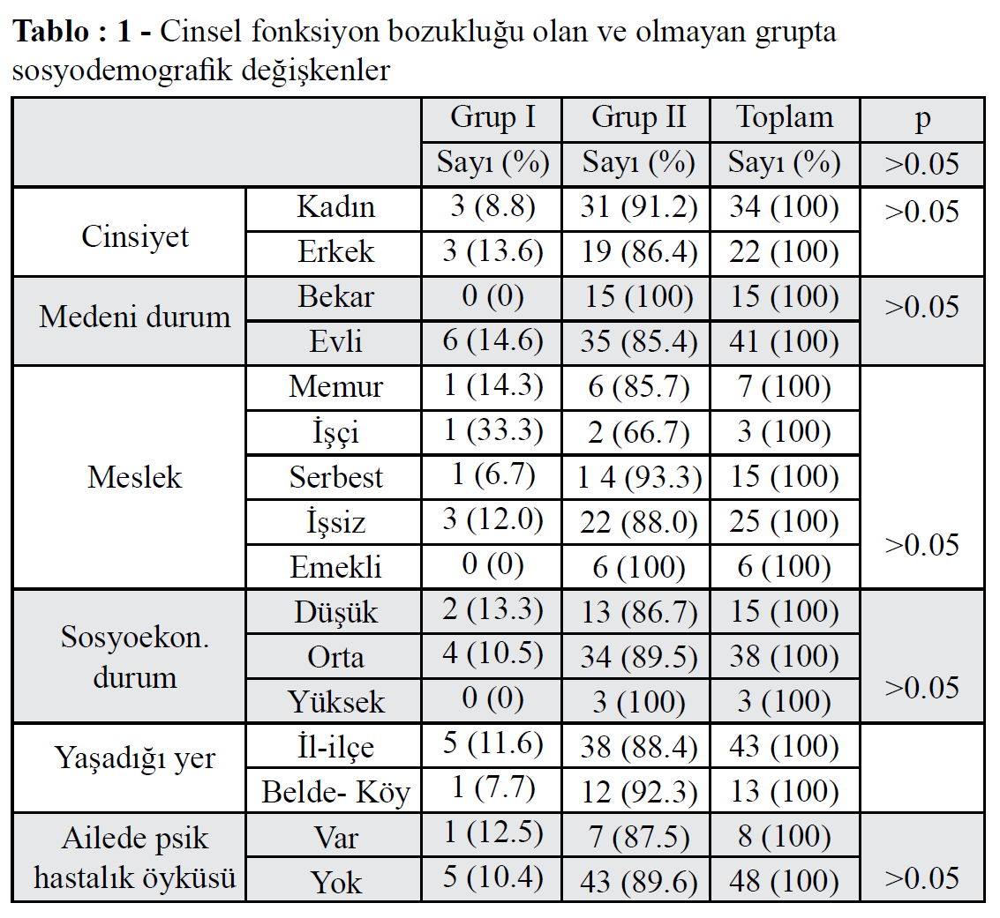 Tablo : 1 - Cinsel fonksiyon bozukluğu olan ve olmayan grupta
sosyodemografik değişkenler
Grup I Grup II Toplam p
Sayı (%) Sayı (%) Sayı (%) >0.05
Cinsiyet Kadın 3 (8.8) 31 (91.2) 34 (100) >0.05
Erkek 3 (13.6) 19 (86.4) 22 (100)
Medeni durum Bekar 0 (0) 15 (100) 15 (100) >0.05
Evli 6 (14.6) 35 (85.4) 41 (100)
Meslek Memur 1 (14.3) 6 (85.7) 7 (100)
İşçi 1 (33.3) 2 (66.7) 3 (100)
Serbest 1 (6.7) 1 4 (93.3) 15 (100)
İşsiz 3 (12.0) 22 (88.0) 25 (100) >0.05
Emekli 0 (0) 6 (100) 6 (100)
Sosyoekon. durum Düşük 2 (13.3) 13 (86.7) 15 (100)
Orta 4 (10.5) 34 (89.5) 38 (100) >0.05
Yüksek 0 (0) 3 (100) 3 (100)
Yaşadığı yer İl-ilçe 5 (11.6) 38 (88.4) 43 (100)
Belde- Köy 1 (7.7) 12 (92.3) 13 (100)
Ailede psik Var 1 (12.5) 7 (87.5) 8 (100)
hastalık öyküsü Yok 5 (10.4) 43 (89.6) 48 (100) >0.05